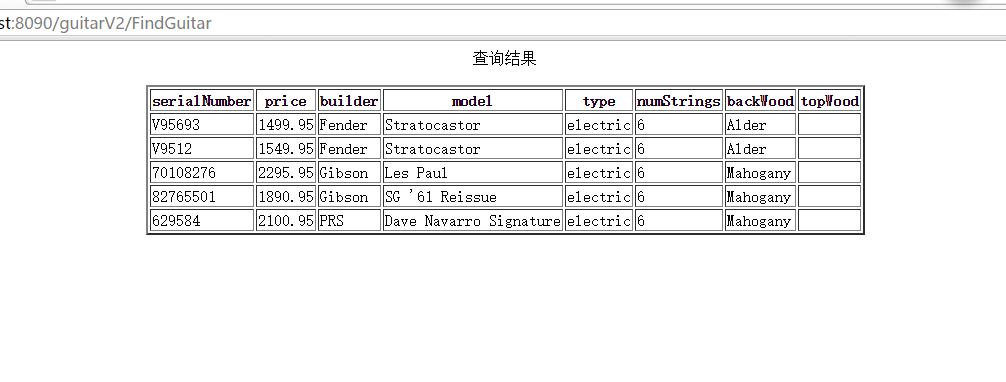 st:8090/guitarV2/FindGuitar
查询结果
serialNumber price builder model type numStrings backWood topWood
V95693 1499.95 Fender Stratocastor electric 6 Alder
V9512 1549.95 Fender Stratocastor electric 6 Alder
70108276 2295.95 Gibson Les Paul electric 6 Mahogany
82765501 1890.95 Gibson SG '61 Reissue electric 6 Mahogany
629584 2100.95 PRS Dave Navarro Signature electric 6 Mahogany